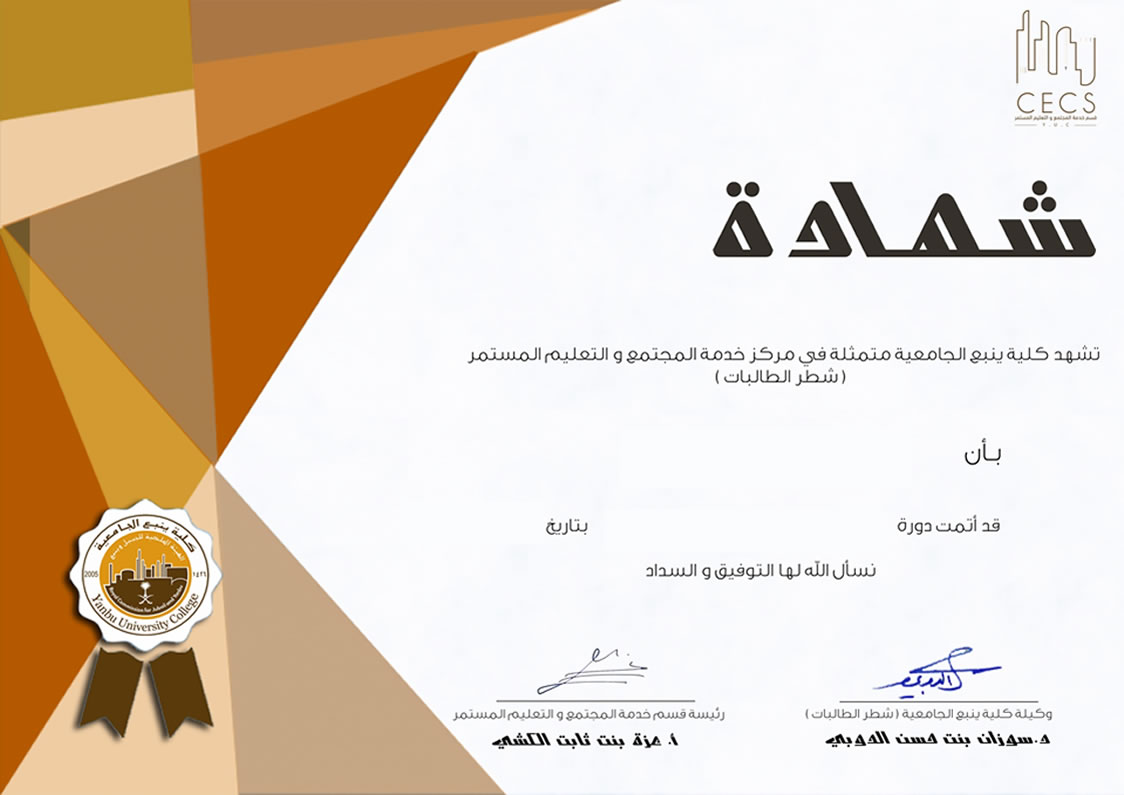 CECS
قسم خدمة المجتمع و التعليم المستمر
Y . U . C
شهادة
تشهد كلية ينبع الجامعية متمثلة في مركز خدمة المجتمع و التعليم المستمر
( شطر الطالبات )
بأن
قد أتمت دورة بتاريخ
نسأل الله لها التوفيق و السداد
وكيلة كلية ينبع الجامعية ( شطر الطالبات )
د.سوزان بنت حسن الدوبي
رئيسة قسم خدمة المجتمع و التعليم المستمر
أ. عزة بنت ثابت الكشي
كلية ينبع الجامعية
الهيئة الملكية للجبيل وينبع
2005 ١٤٢٦
Royal Commission for Jubail and Yanbu
Yanbu University College